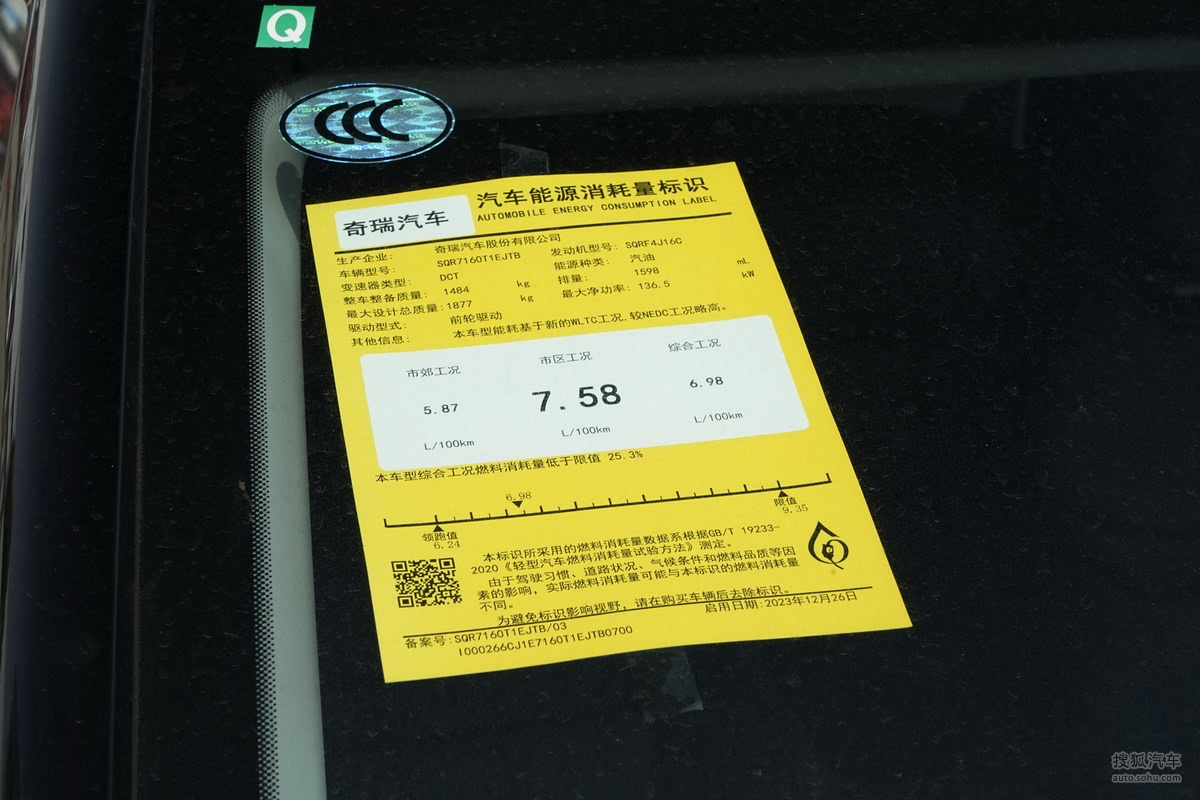 Q
CCC
奇瑞汽车
汽车能源消耗量标识
AUTOMOBILE ENERGY CONSUMPTION LABEL
生产企业: 奇瑞汽车股份有限公司
车辆型号: SQR7160T1EJTB 发动机型号: SQRF4J16C
变速器类型: DCT 能源种类: 汽油
整车整备质量: 1484 kg 排量: 1598 mL
最大设计总质量: 1877 kg 最大净功率: 136.5 kW
驱动型式: 前轮驱动
其他信息: 本车型能耗基于新的WLTC工况,较NEDC工况略高。
市郊工况 市区工况 综合工况
5.87 7.58 6.98
L/100km L/100km L/100km
本车型综合工况燃料消耗量低于限值 25.3%
6.98
领跑值 限值
6.24 9.35
本标识所采用的燃料消耗量数据系根据GB/T 19233-
2020《轻型汽车燃料消耗量试验方法》测定。
由于驾驶习惯、道路状况、气候条件和燃料品质等因
素的影响，实际燃料消耗量可能与本标识的燃料消耗量
不同。
为避免标识影响视野，请在购买车辆后去除标识。
备案号:SQR7160T1EJTB/03 启用日期:2023年12月26日
I000266CJ1E7160T1EJTB0700
搜狐汽车
auto.sohu.com